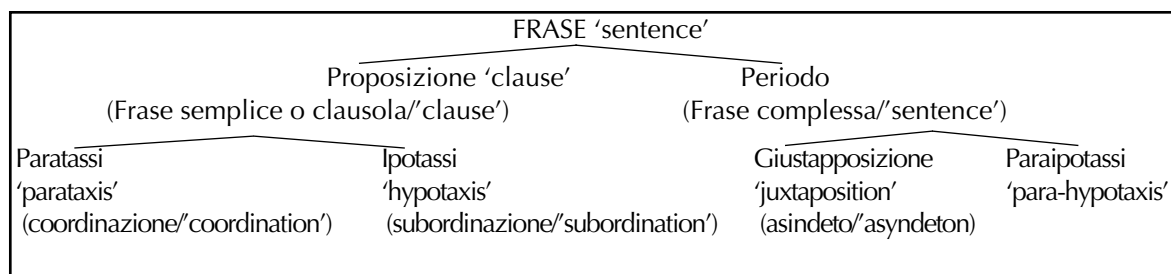 FRASE ‘sentence’
Proposizione ‘clause’ Periodo
(Frase semplice o clausola/’clause’) (Frase complessa/’sentence’)
Paratassi Ipotassi Giustapposizione Paraipotassi
‘parataxis’ ‘hypotaxis’ ‘juxtaposition’ ‘para-hypotaxis’
(coordinazione/’coordination’) (subordinazione/’subordination’) (asindeto/’asyndeton)